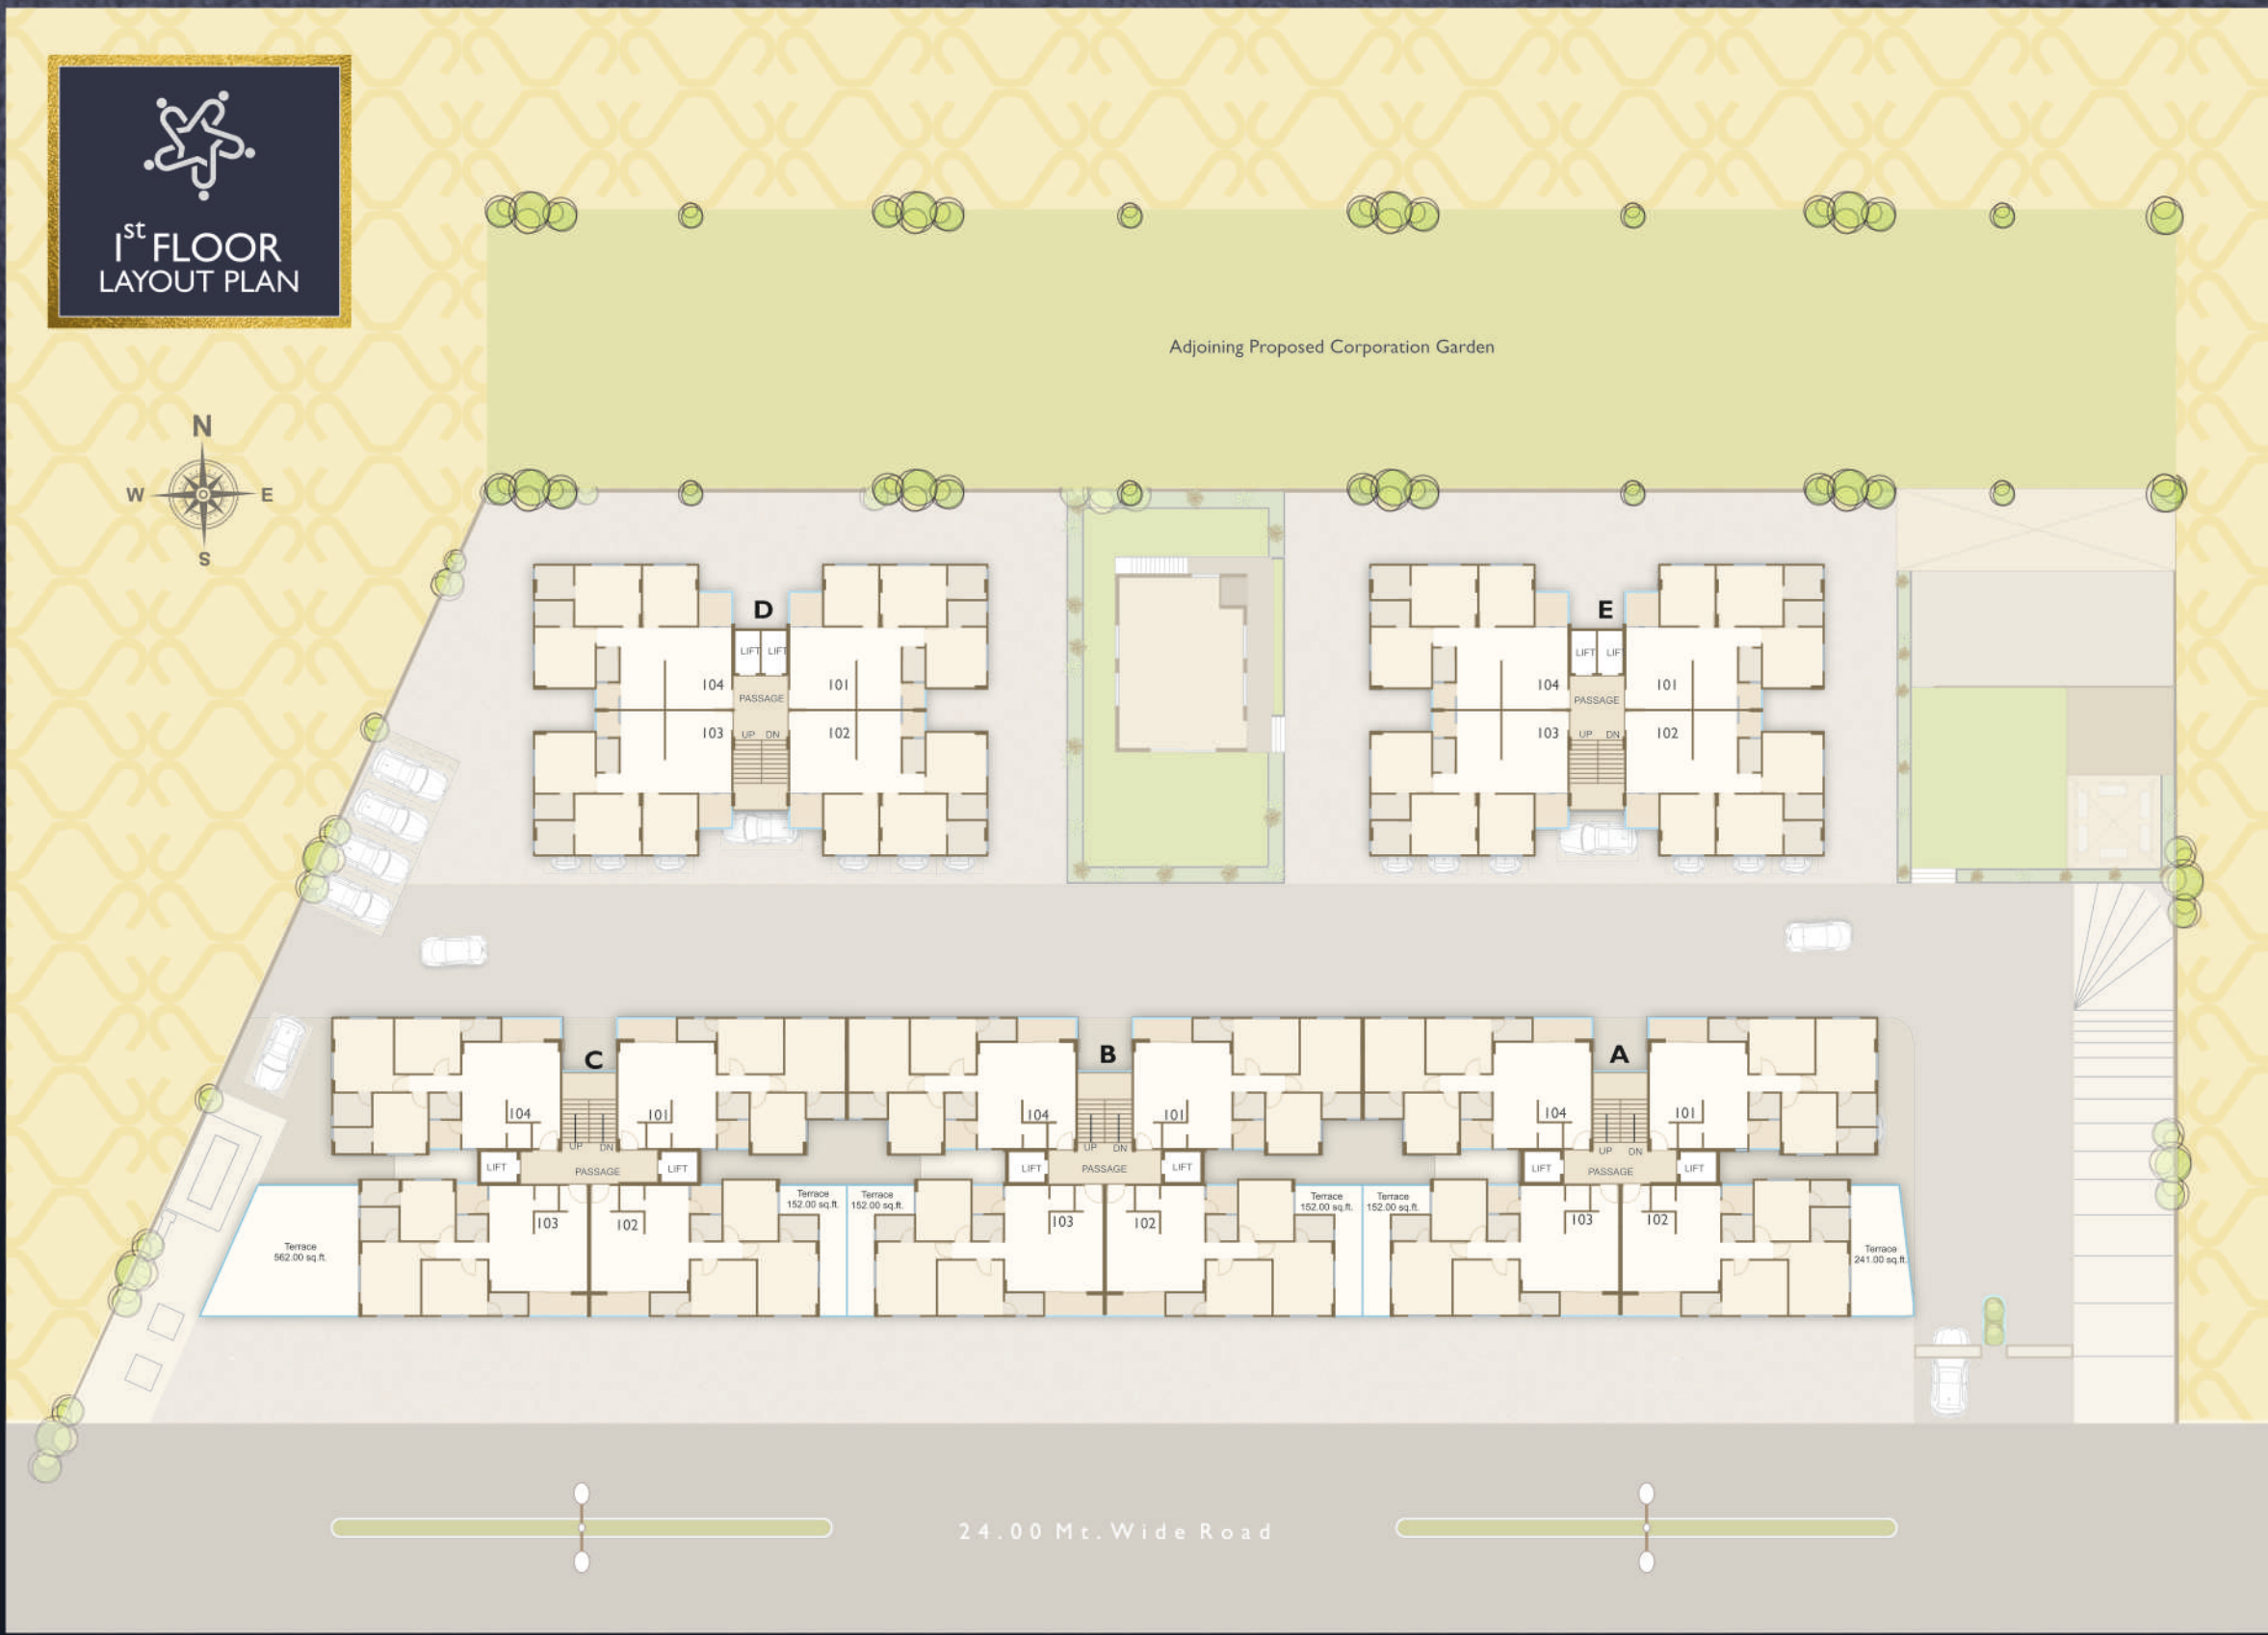 1st FLOOR
LAYOUT PLAN
Adjoining Proposed Corporation Garden
N
W
E
S
D
LIFT
LIFT
104
101
PASSAGE
103
UP
DN
102
E
LIFT
LIFT
104
101
PASSAGE
103
UP
DN
102
C
104
101
UP
DN
LIFT
PASSAGE
LIFT
103
102
Terrace
562.00 sq.ft.
Terrace
152.00 sq.ft.
B
104
101
UP
DN
LIFT
PASSAGE
LIFT
Terrace
152.00 sq.ft.
103
102
Terrace
152.00 sq.ft.
A
104
101
UP
DN
LIFT
PASSAGE
LIFT
Terrace
152.00 sq.ft.
103
102
Terrace
241.00 sq.ft.
24.00 Mt. Wide Road